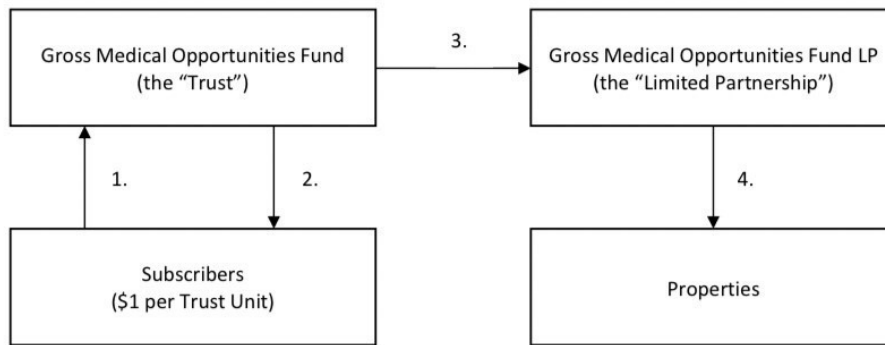 Gross Medical Opportunities Fund
(the “Trust”)
3.
Gross Medical Opportunities Fund LP
(the “Limited Partnership”)
1.
2.
4.
Subscribers
($1 per Trust Unit)
Properties